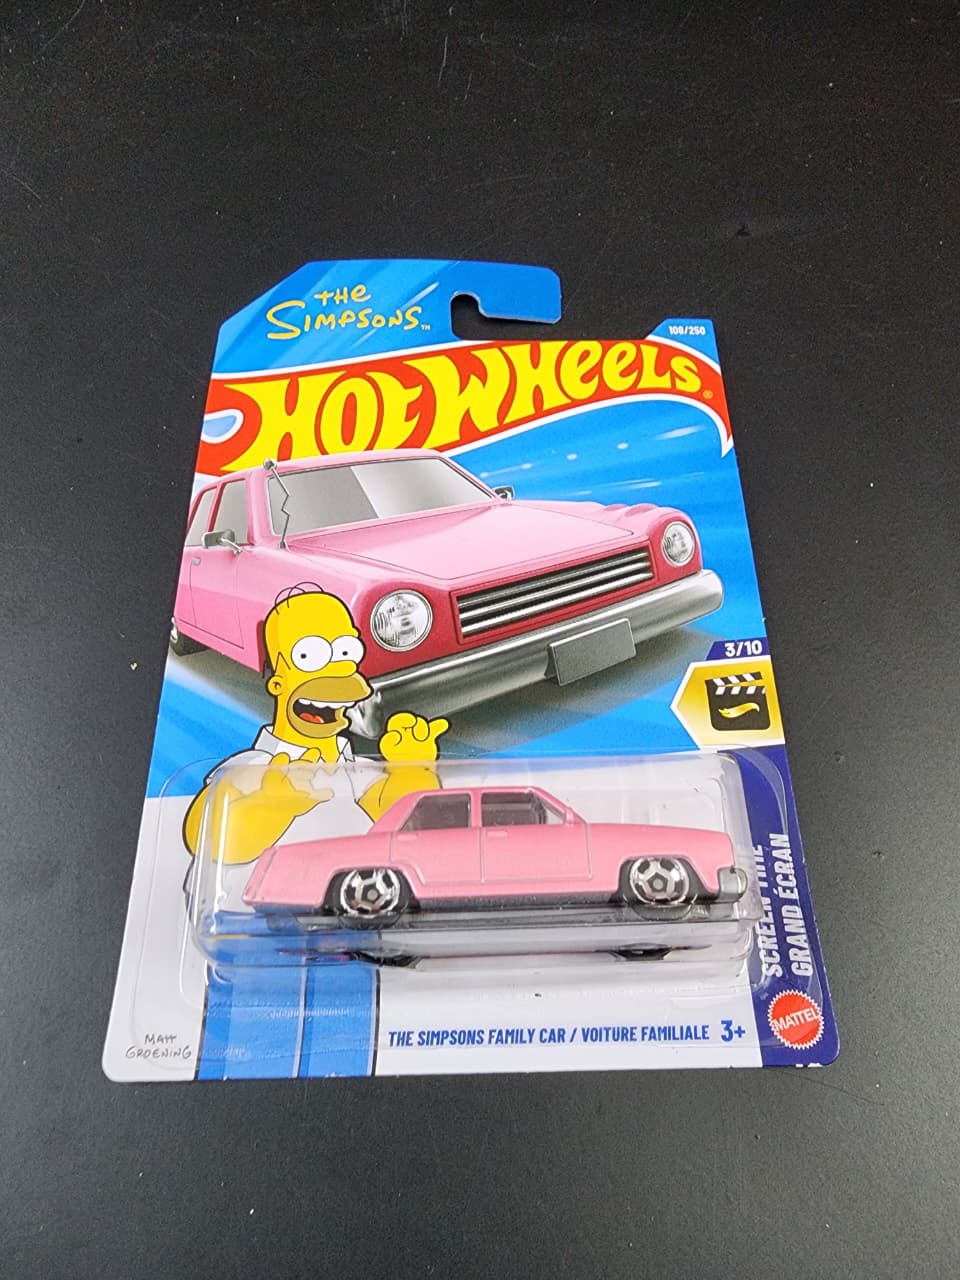 THE
SIMPSONS™
108/250
HOT WHEELS®
3/10
SCREEN TIME
GRAND ÉCRAN
MATT
GROENING
THE SIMPSONS FAMILY CAR / VOITURE FAMILIALE 3+
MATTEL